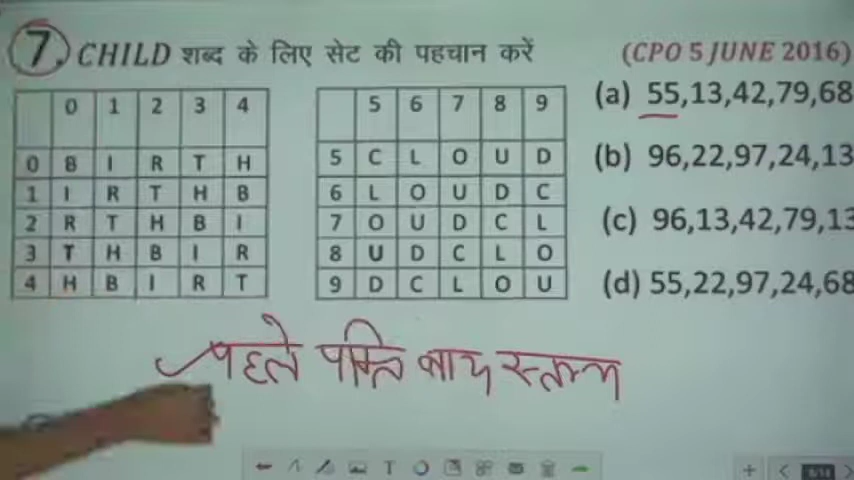 7. CHILD शब्द के लिए सेट की पहचान करें (CPO 5 JUNE 2016)
0 1 2 3 4
0 B I R T H
1 I R T H B
2 R T H B I
3 T H B I R
4 H B I R T
5 6 7 8 9
5 C L O U D
6 L O U D C
7 O U D C L
8 U D C L O
9 D C L O U
(a) 55,13,42,79,68
(b) 96,22,97,24,13
(c) 96,13,42,79,13
(d) 55,22,97,24,68
पहले पंक्ति बाद स्तम्भ
T